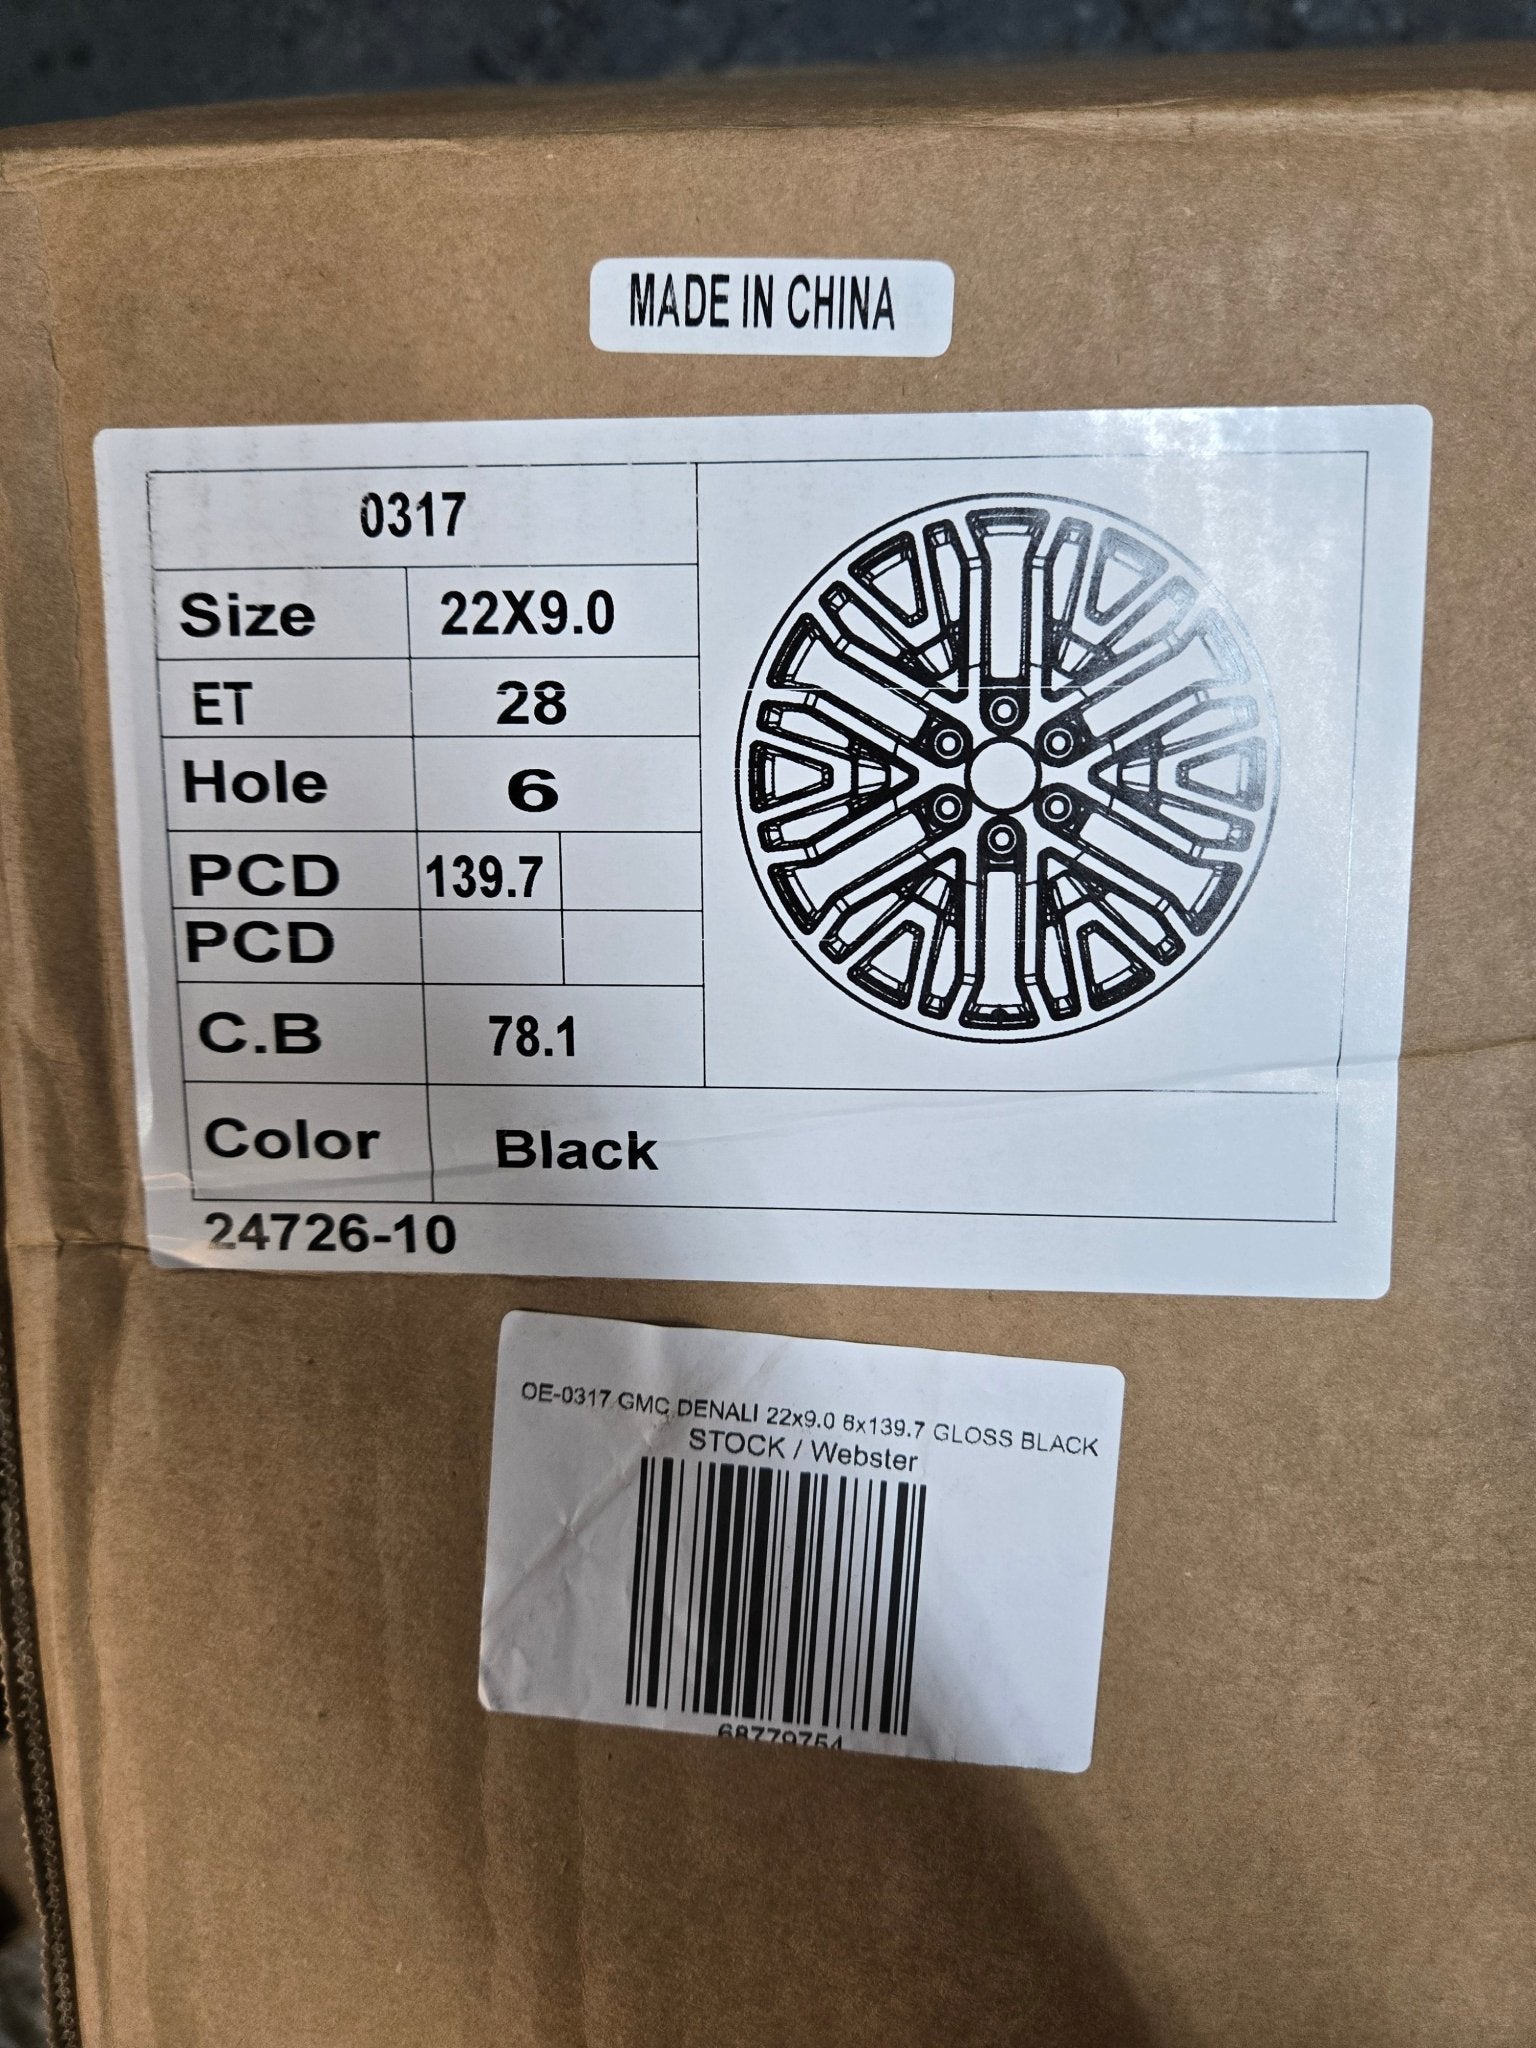 MADE IN CHINA
0317
Size 22X9.0
ET 28
Hole 6
PCD 139.7
PCD
C.B 78.1
Color Black
24726-10
OE-0317 GMC DENALI 22x9.0 6x139.7 GLOSS BLACK
STOCK / Webster
68779754